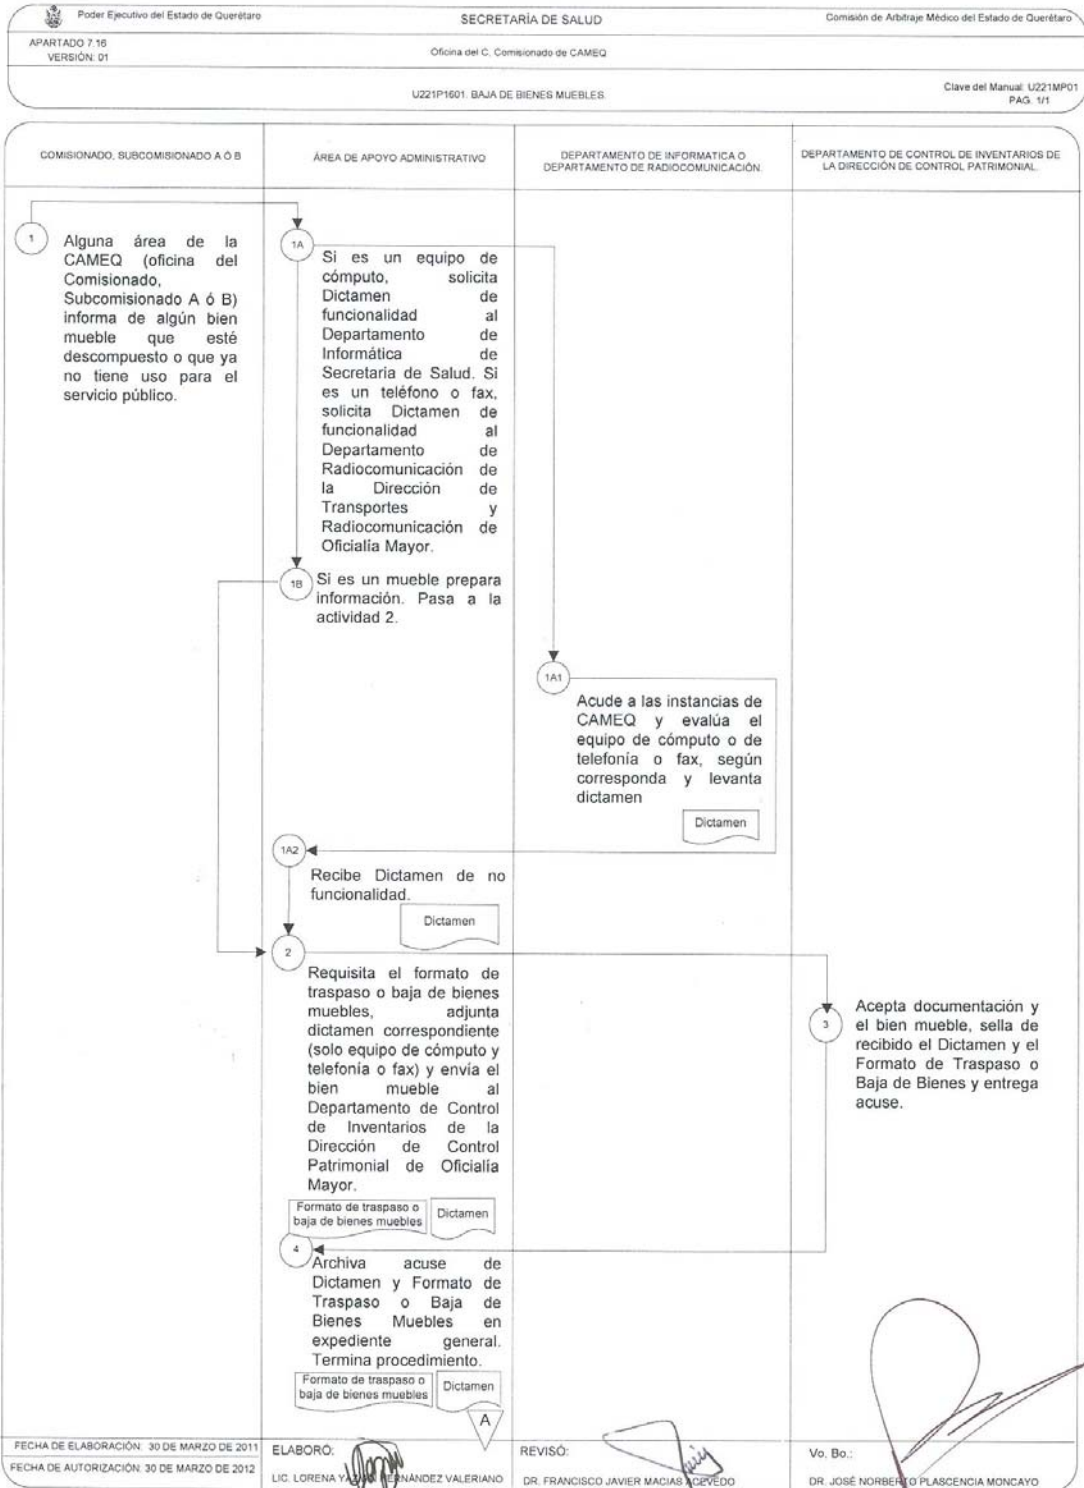 Poder Ejecutivo del Estado de Querétaro
SECRETARÍA DE SALUD
Comisión de Arbitraje Médico del Estado de Querétaro
APARTADO 7.16
VERSIÓN: 01
Oficina del C. Comisionado de CAMEQ
U221P1601. BAJA DE BIENES MUEBLES.
Clave del Manual: U221MP01
PAG. 1/1
COMISIONADO, SUBCOMISIONADO A Ó B
ÁREA DE APOYO ADMINISTRATIVO
DEPARTAMENTO DE INFORMATICA O
DEPARTAMENTO DE RADIOCOMUNICACIÓN.
DEPARTAMENTO DE CONTROL DE INVENTARIOS DE
LA DIRECCIÓN DE CONTROL PATRIMONIAL.
1
Alguna área de la
CAMEQ (oficina del
Comisionado,
Subcomisionado A ó B)
informa de algún bien
mueble que esté
descompuesto o que ya
no tiene uso para el
servicio público.
1A
Si es un equipo de
cómputo, solicita
Dictamen de
funcionalidad al
Departamento de
Informática de
Secretaria de Salud. Si
es un teléfono o fax,
solicita Dictamen de
funcionalidad al
Departamento de
Radiocomunicación de
la Dirección de
Transportes y
Radiocomunicación de
Oficialía Mayor.
1B
Si es un mueble prepara
información. Pasa a la
actividad 2.
1A1
Acude a las instancias de
CAMEQ y evalúa el
equipo de cómputo o de
telefonía o fax, según
corresponda y levanta
dictamen
Dictamen
1A2
Recibe Dictamen de no
funcionalidad.
Dictamen
2
Requisita el formato de
traspaso o baja de bienes
muebles, adjunta
dictamen correspondiente
(solo equipo de cómputo y
telefonía o fax) y envía el
bien mueble al
Departamento de Control
de Inventarios de la
Dirección de Control
Patrimonial de Oficialía
Mayor.
Formato de traspaso o
baja de bienes muebles
Dictamen
3
Acepta documentación y
el bien mueble, sella de
recibido el Dictamen y el
Formato de Traspaso o
Baja de Bienes y entrega
acuse.
4
Archiva acuse de
Dictamen y Formato de
Traspaso o Baja de
Bienes Muebles en
expediente general.
Termina procedimiento.
Formato de traspaso o
baja de bienes muebles
Dictamen
A
FECHA DE ELABORACIÓN: 30 DE MARZO DE 2011
FECHA DE AUTORIZACIÓN: 30 DE MARZO DE 2012
ELABORÓ:
LIC. LORENA HERNÁNDEZ VALERIANO
REVISÓ:
DR. FRANCISCO JAVIER MACIAS ACEVEDO
Vo. Bo.:
DR. JOSÉ NORBERTO PLASCENCIA MONCAYO